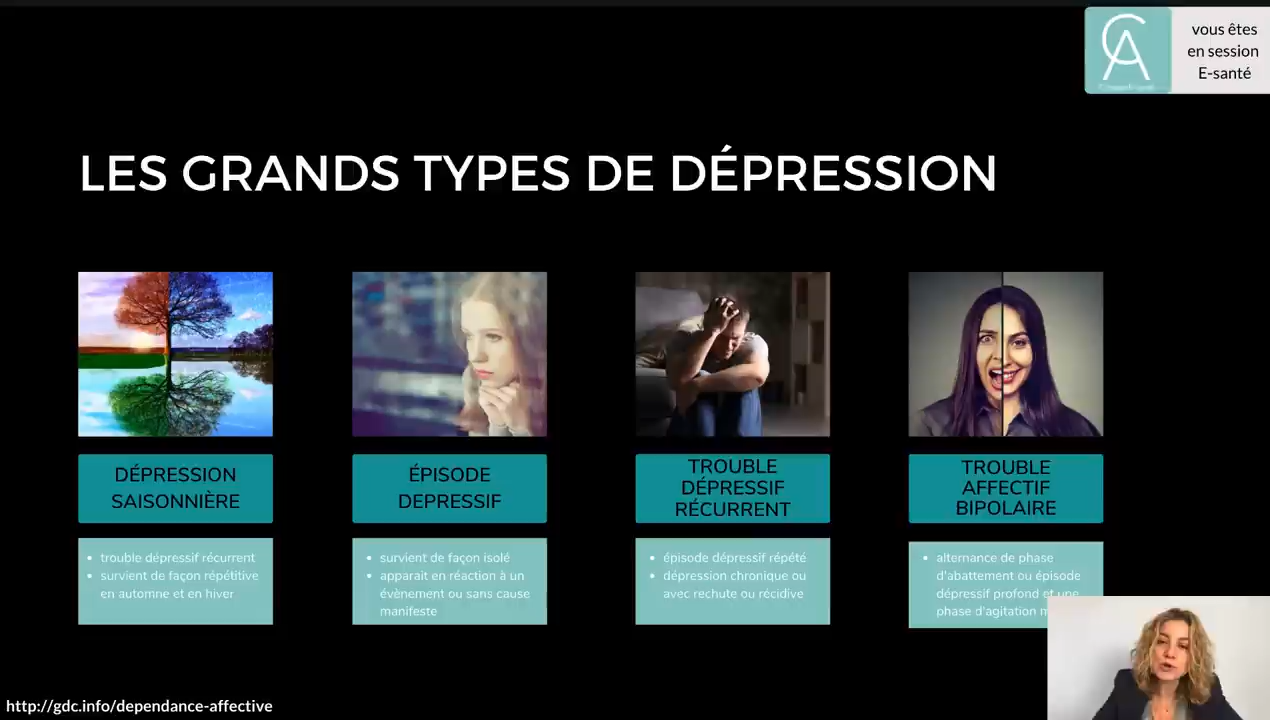 vous êtes
en session
E-santé
CA
LES GRANDS TYPES DE DÉPRESSION
DÉPRESSION
SAISONNIÈRE
trouble dépressif récurrent
survient de façon répétitive
en automne et en hiver
ÉPISODE
DEPRESSIF
survient de façon isolé
apparait en réaction à un
évènement ou sans cause
manifeste
TROUBLE
DÉPRESSIF
RÉCURRENT
épisode dépressif répété
dépression chronique ou
avec rechute ou récidive
TROUBLE
AFFECTIF
BIPOLAIRE
alternance de phase
d'abattement ou épisode
dépressif profond et une
phase d'agitation
http://gdc.info/dependance-affective